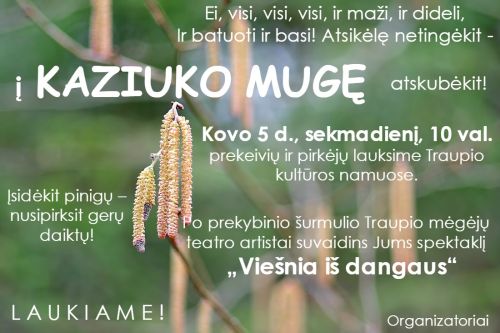 Ei, visi, visi, visi, ir maži, ir dideli,
Ir batuoti ir basi! Atsikėlę netingėkit -
į KAZIUKO MUGĘ atskubėkit!
Kovo 5 d., sekmadienį, 10 val.
prekeivių ir pirkėjų lauksime Traupio
kultūros namuose.
Įsidėkit pinigų –
nusipirksit gerų
daiktų!
Po prekybinio šurmulio Traupio mėgėjų
teatro artistai suvaidins Jums spektaklį
„Viešnia iš dangaus“
LAUKIAME!
Organizatoriai